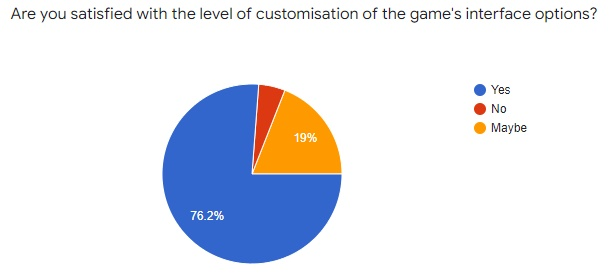 Are you satisfied with the level of customisation of the game's interface options?
Yes
No
Maybe
19%
76.2%